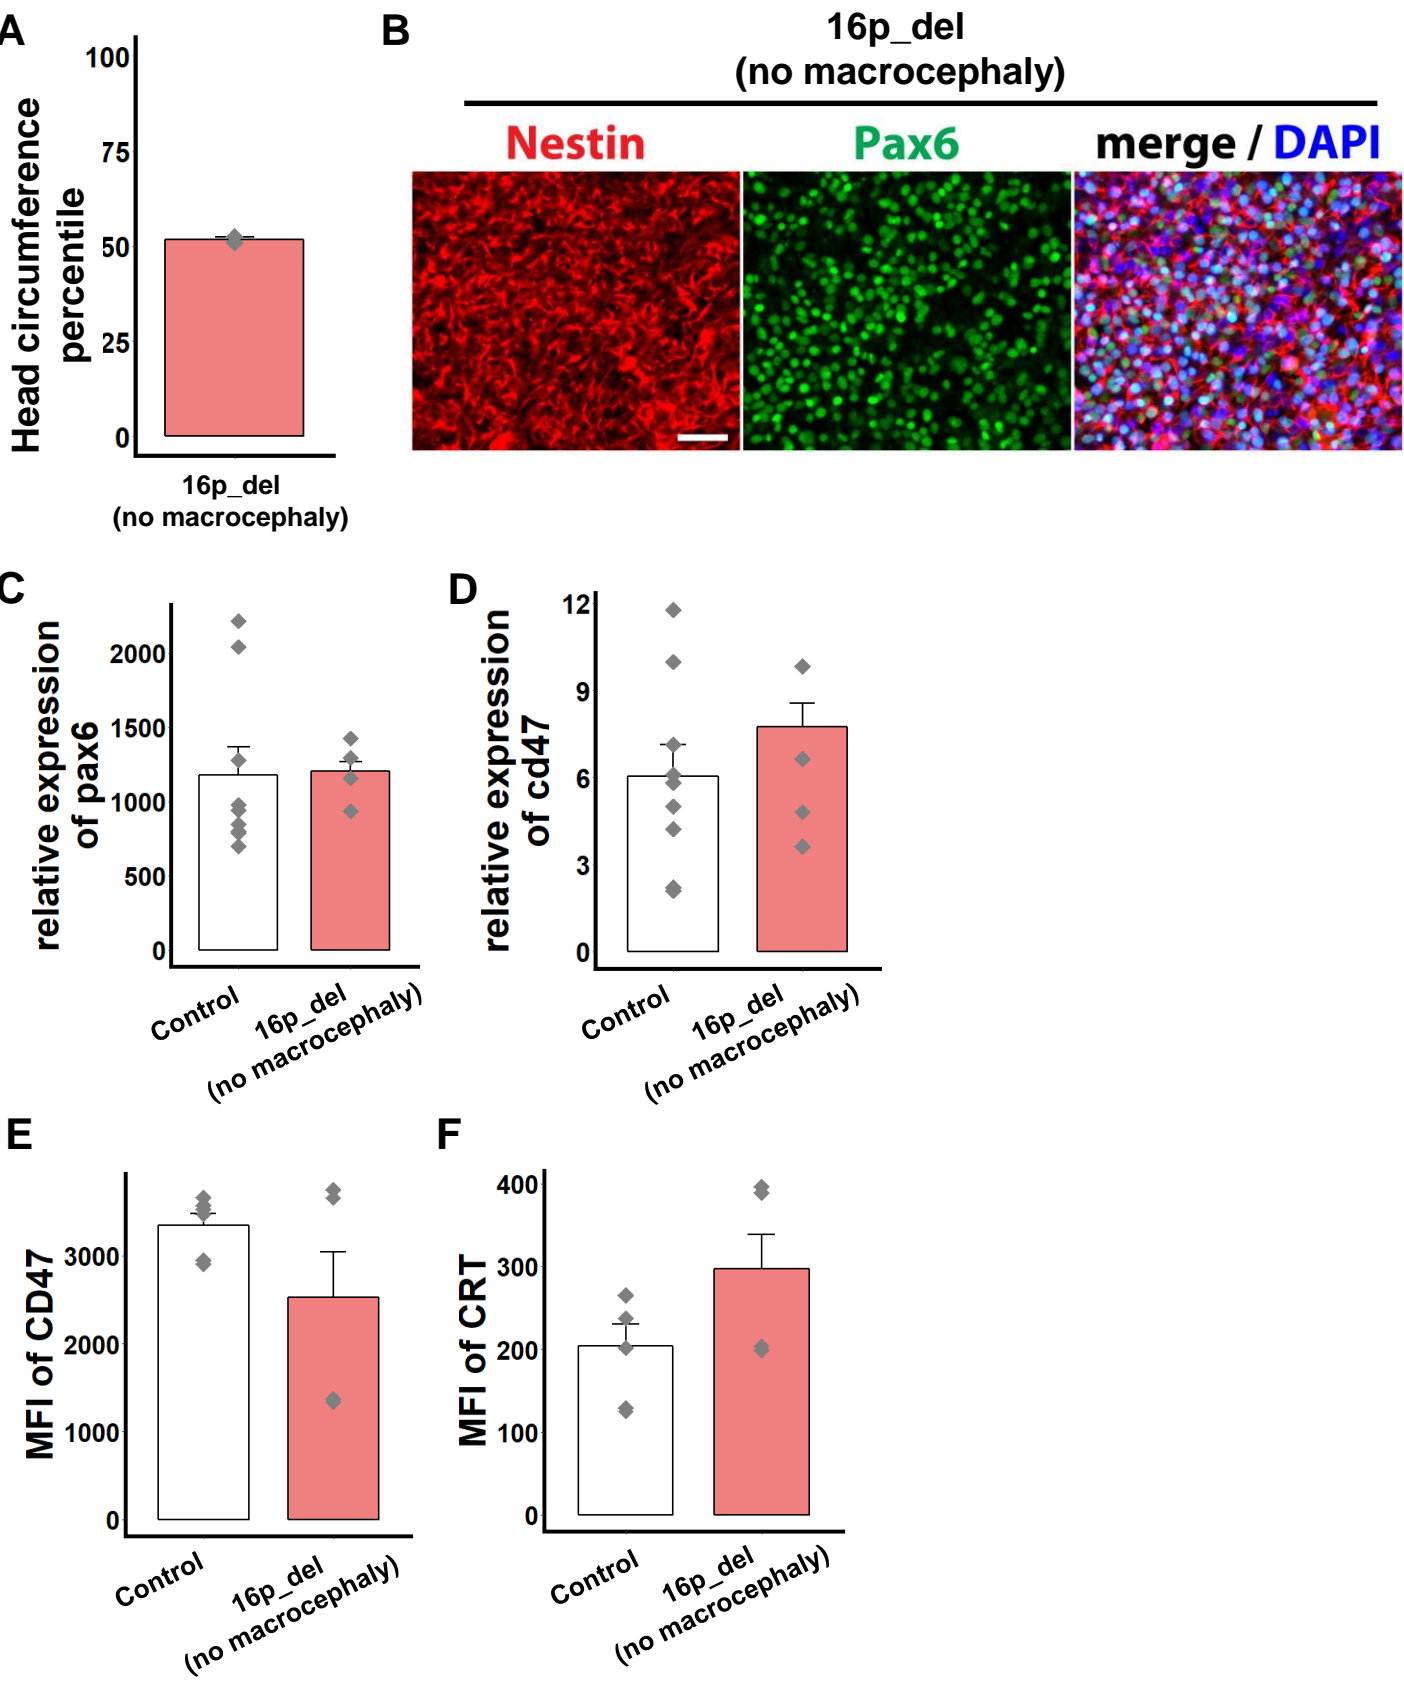 A
Head circumference
percentile
100
75
50
25
0
16p_del
(no macrocephaly)
B
16p_del
(no macrocephaly)
Nestin
Pax6
merge / DAPI
C
relative expression
of pax6
2000
1500
1000
500
0
Control
16p_del
(no macrocephaly)
D
relative expression
of cd47
12
9
6
3
0
Control
16p_del
(no macrocephaly)
E
MFI of CD47
3000
2000
1000
0
Control
16p_del
(no macrocephaly)
F
MFI of CRT
400
300
200
100
0
Control
16p_del
(no macrocephaly)